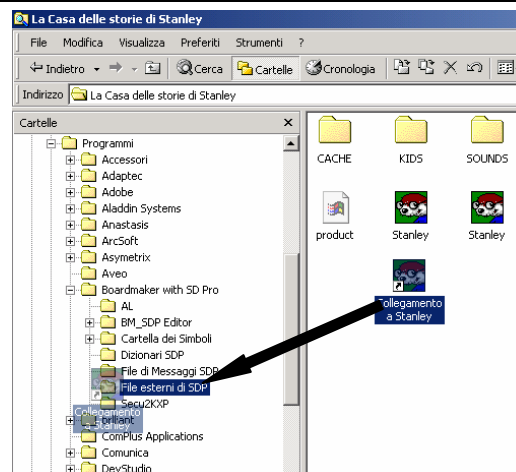 La Casa delle storie di Stanley
File Modifica Visualizza Preferiti Strumenti ?
Indietro Cerca Cartelle Cronologia
Indirizzo La Casa delle storie di Stanley
Cartelle
Programmi
Accessori
Adaptec
Adobe
Aladdin Systems
Anastasis
ArcSoft
Asymetrix
Aveo
Boardmaker with SD Pro
AL
BM_SDP Editor
Cartella dei Simboli
Dizionari SDP
File di Messaggi SDP
File esterni di SDP
Secu2KXP
Collegamento
a Stanley
ComPlus Applications
Comunica
DevStudio
CACHE KIDS SOUNDS
product Stanley Stanley
Collegamento
a Stanley